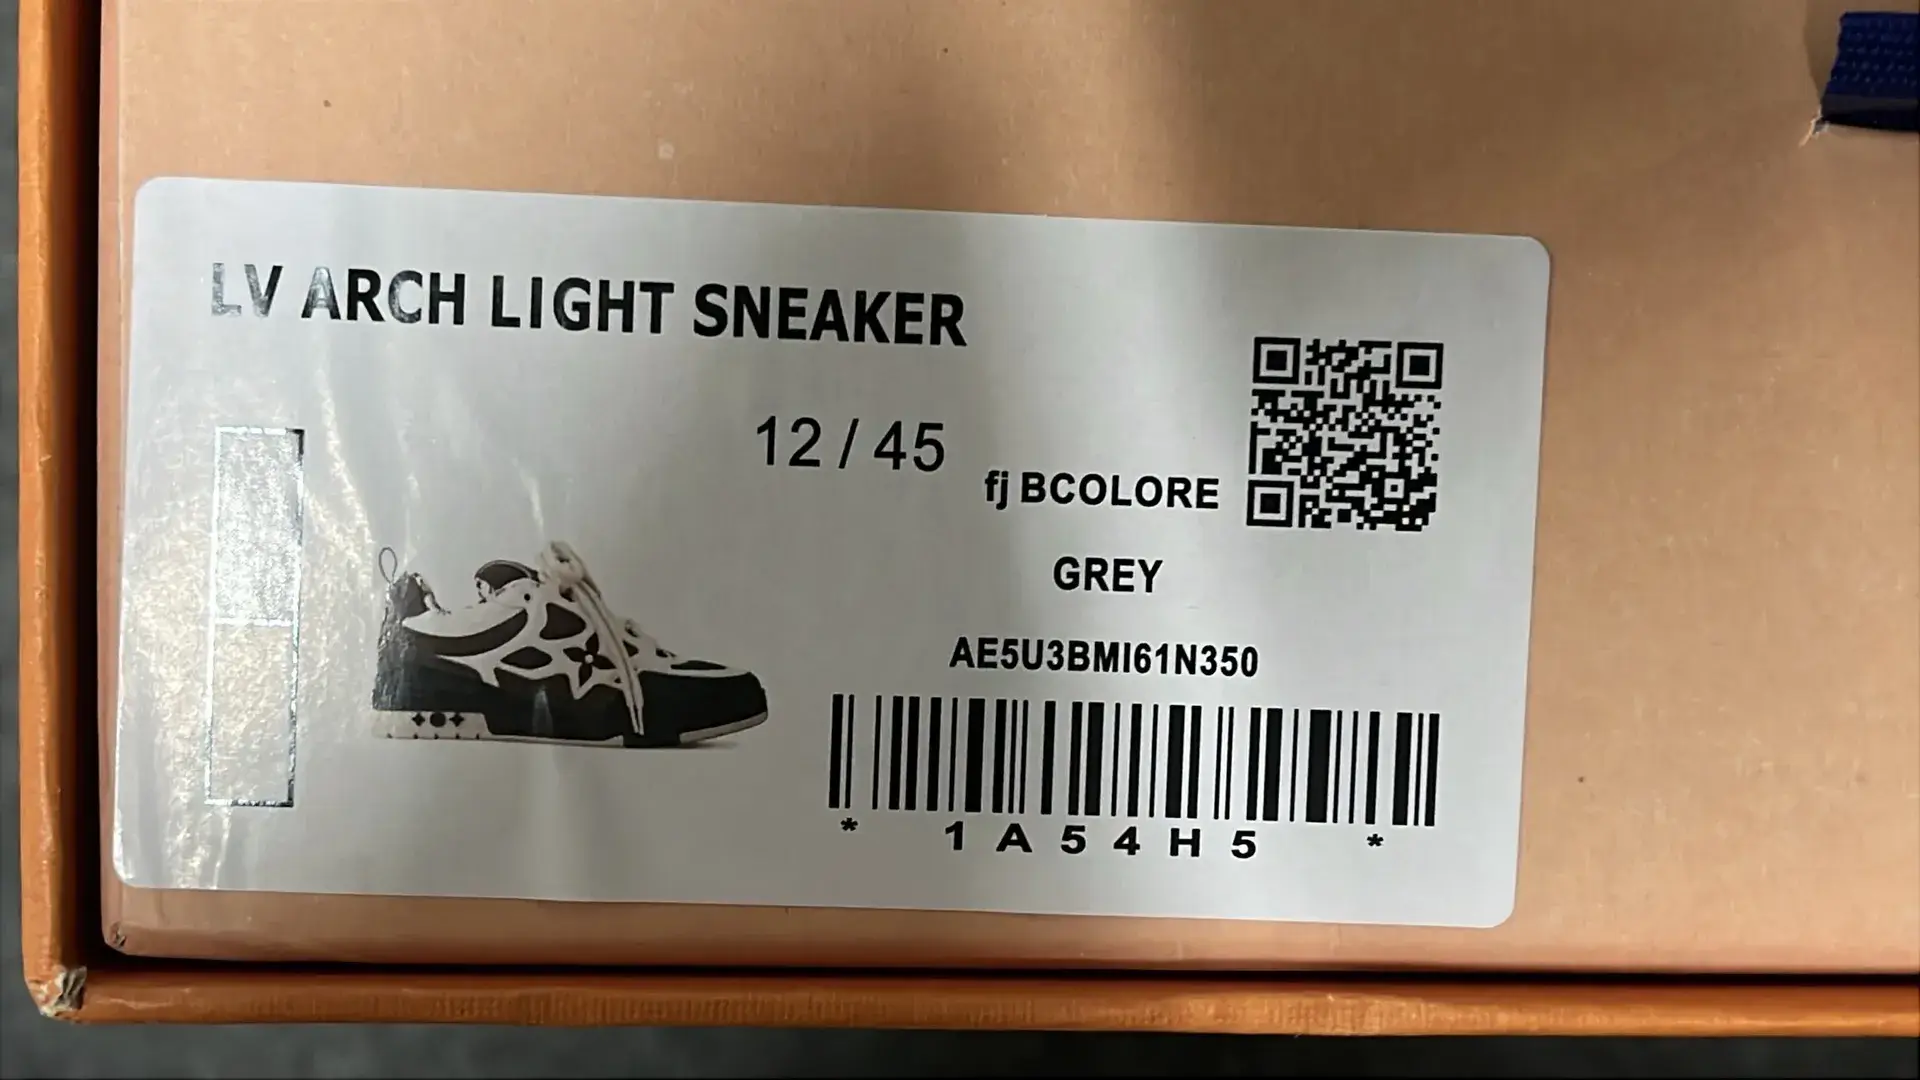 LV ARCH LIGHT SNEAKER
12 / 45
fj BCOLORE
GREY
AE5U3BMI61N350
* 1A54H5 *